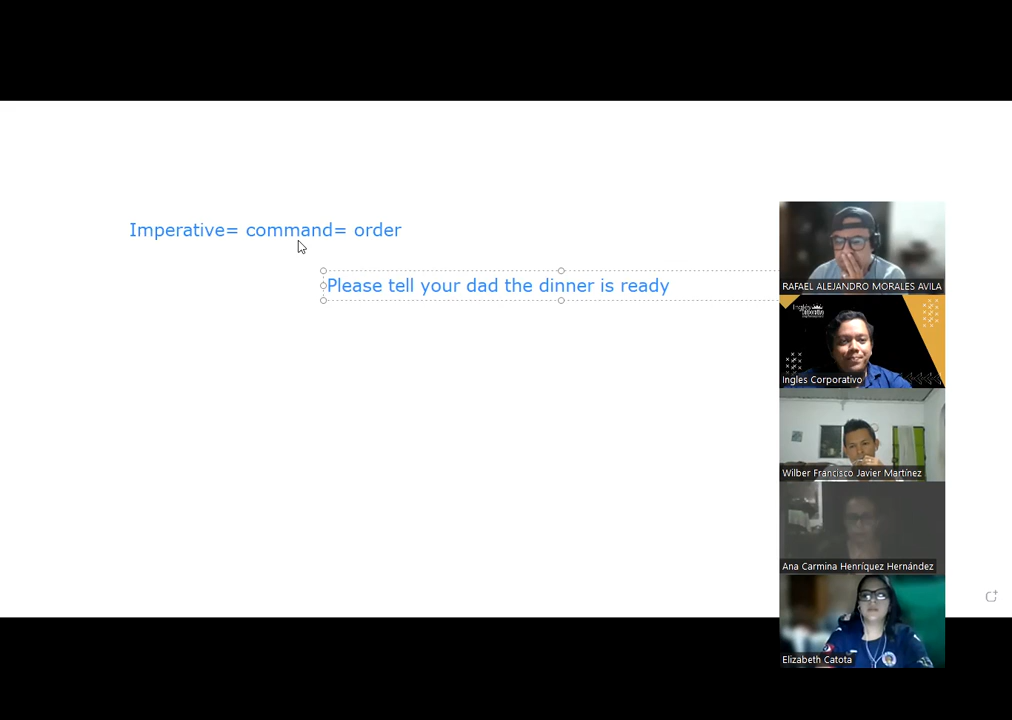 Imperative= command= order
Please tell your dad the dinner is ready
RAFAEL ALEJANDRO MORALES AVILA
Ingles Corporativo
Wilber Francisco Javier Martínez
Ana Carmina Henríquez Hernández
Elizabeth Catota